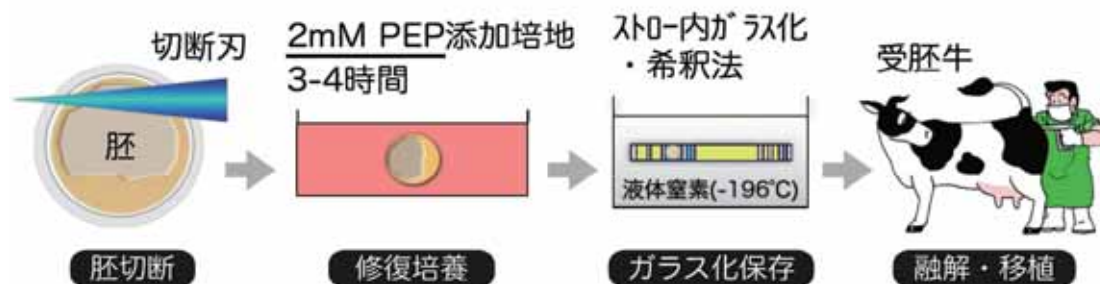 切断刃
胚
胚切断
2mM PEP添加培地
3-4時間
修復培養
ストロー内ガラス化
・希釈法
液体窒素(-196℃)
ガラス化保存
受胚牛
融解・移植